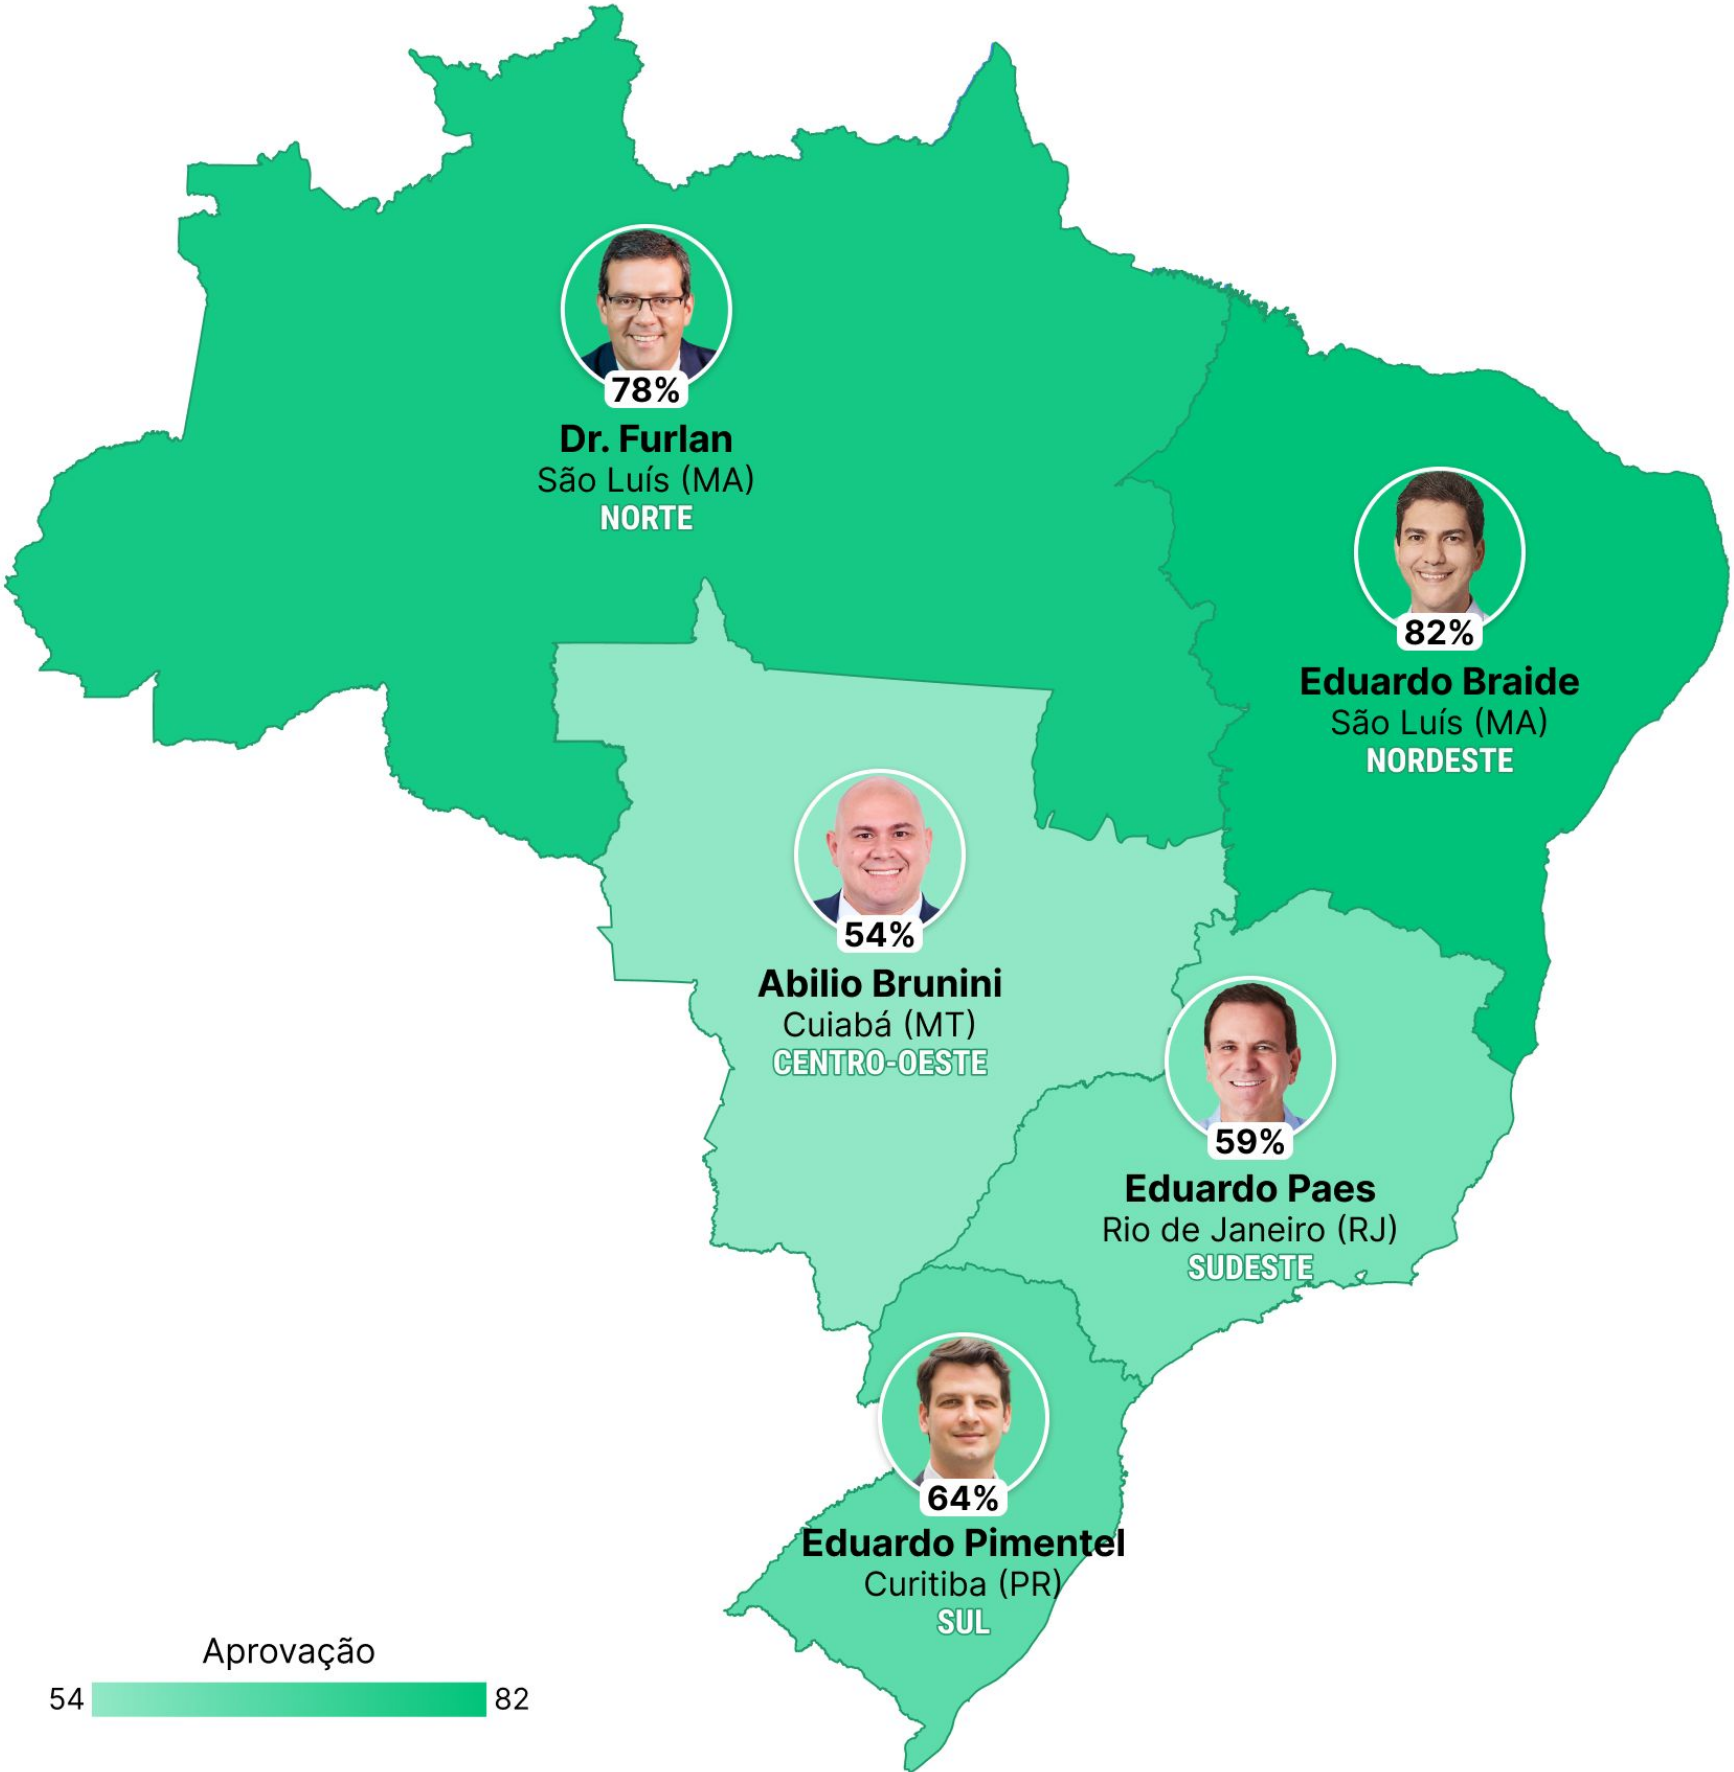 78%
Dr. Furlan
São Luís (MA)
NORTE
82%
Eduardo Braide
São Luís (MA)
NORDESTE
54%
Abilio Brunini
Cuiabá (MT)
CENTRO-OESTE
59%
Eduardo Paes
Rio de Janeiro (RJ)
SUDESTE
64%
Eduardo Pimentel
Curitiba (PR)
SUL
Aprovação
54 82